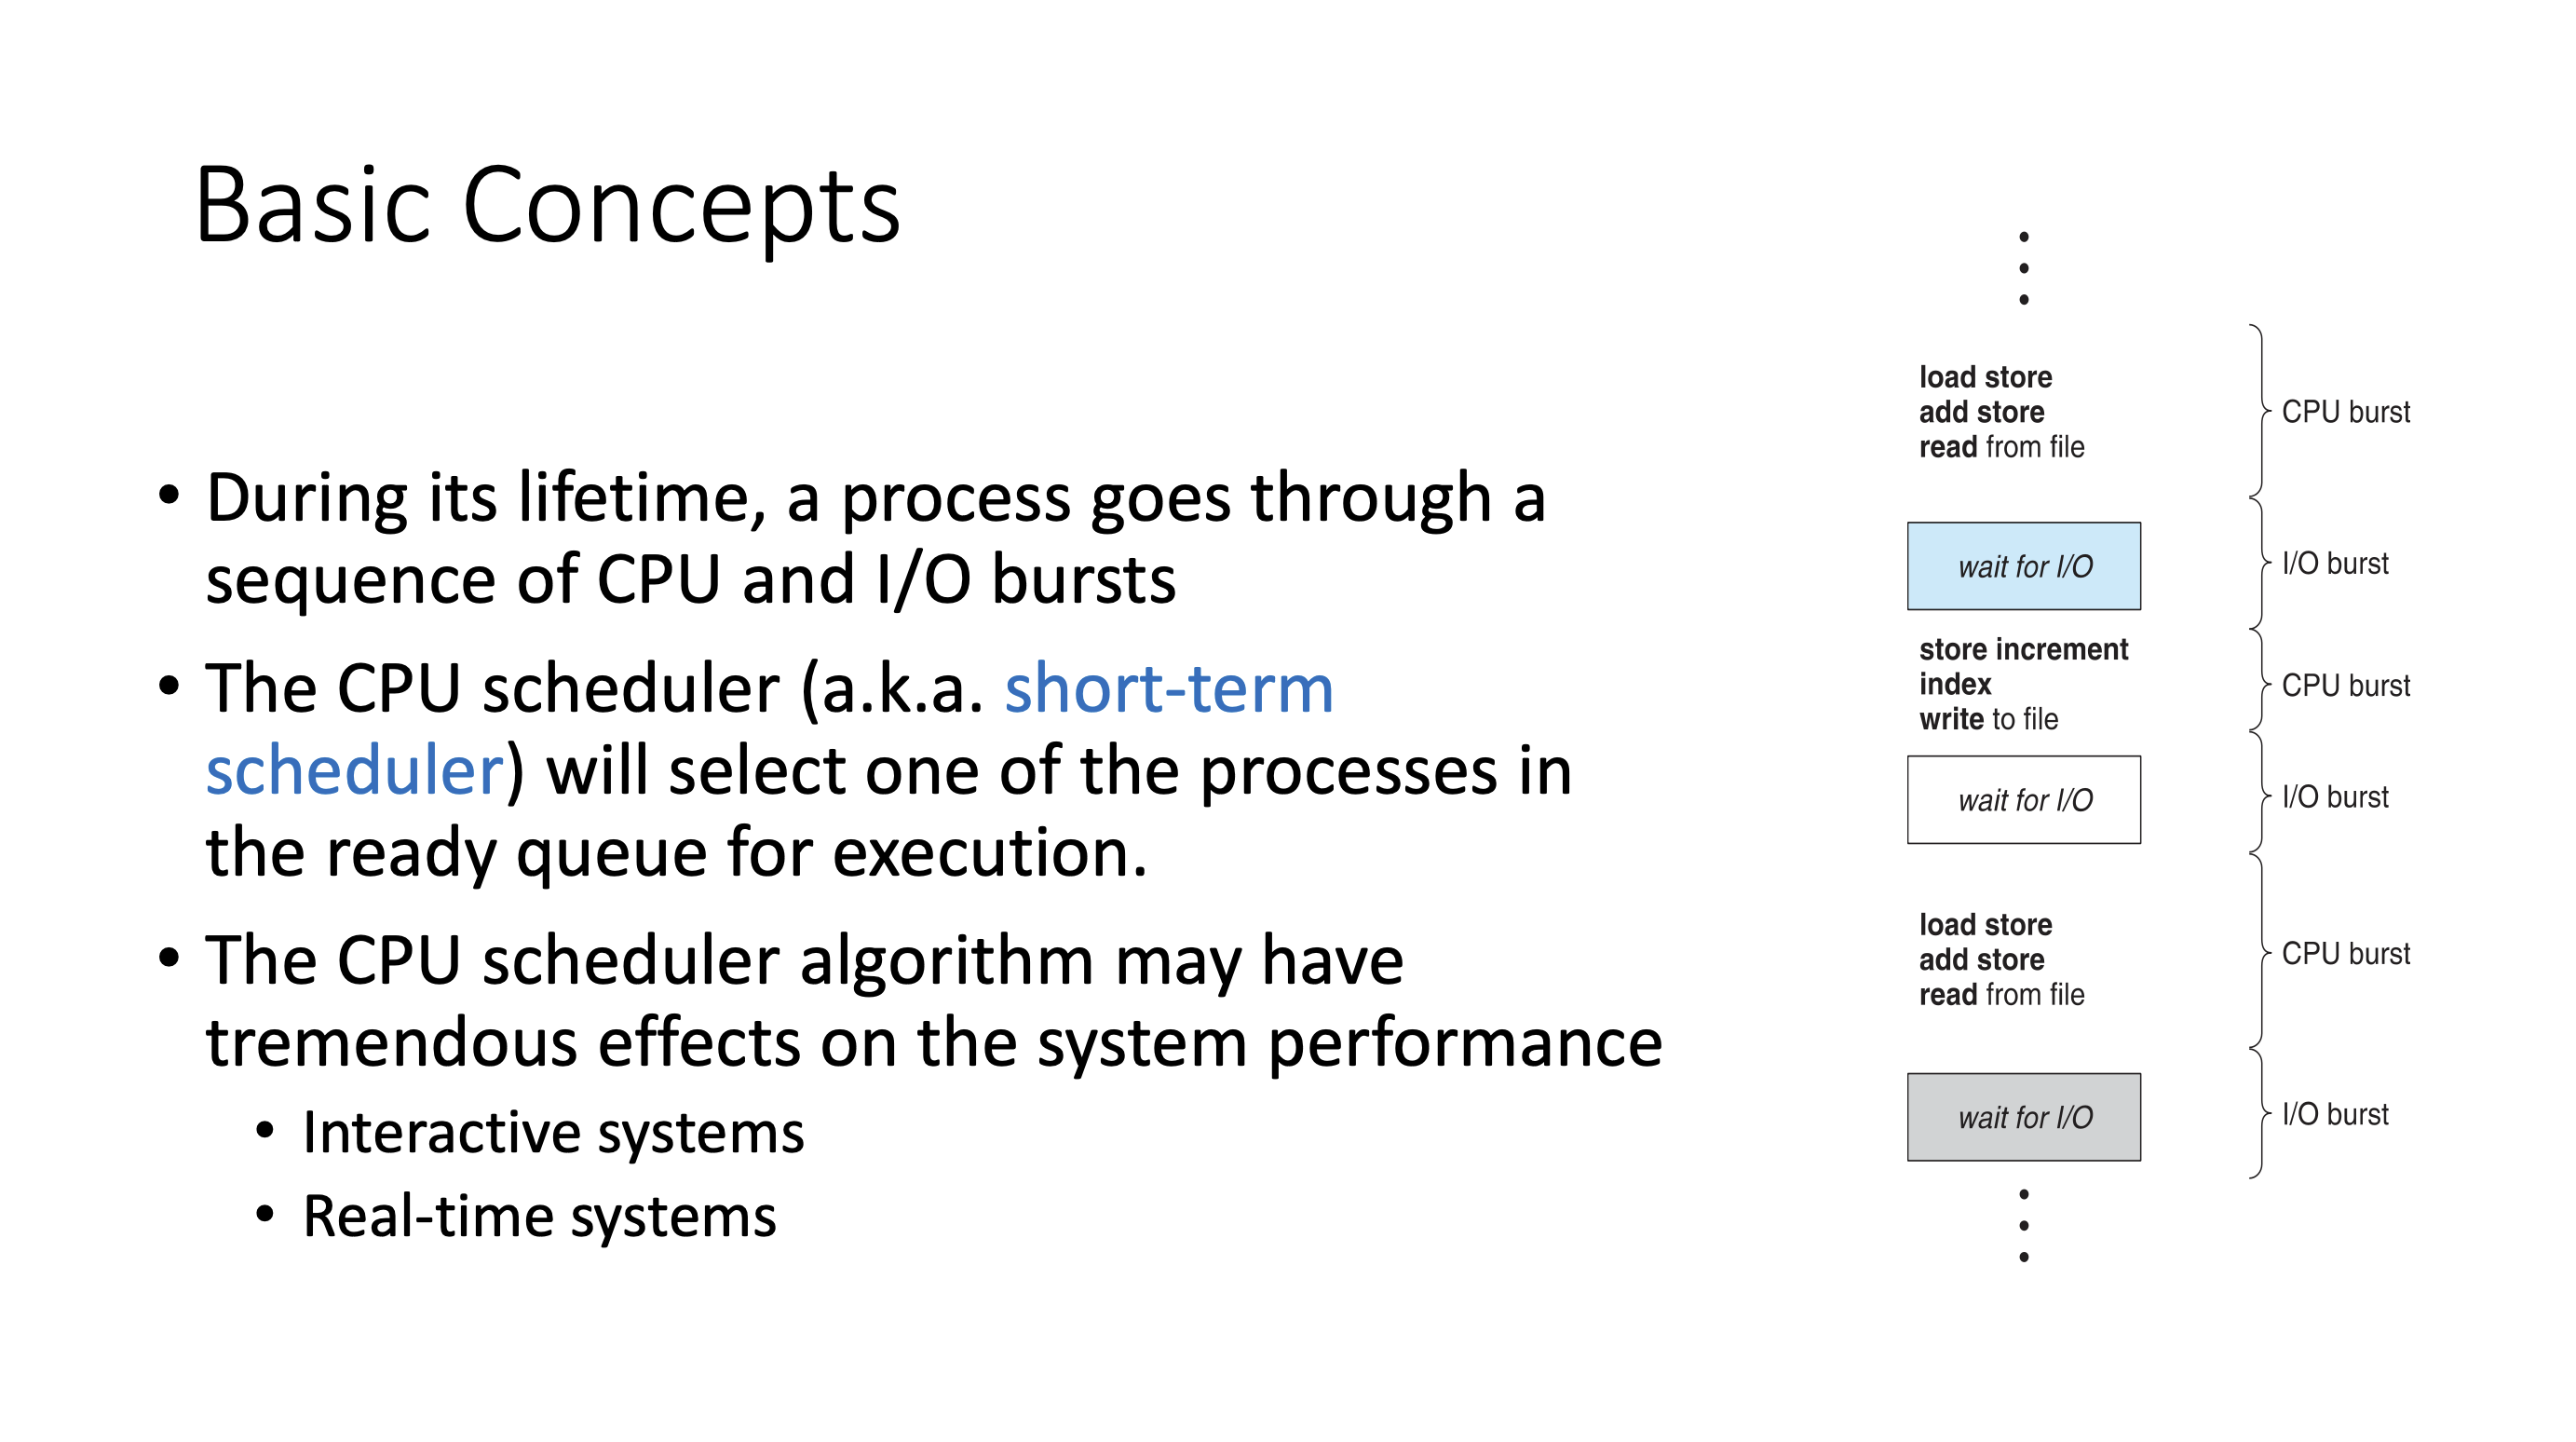 Basic Concepts
• During its lifetime, a process goes through a
sequence of CPU and I/O bursts
• The CPU scheduler (a.k.a. short-term
scheduler) will select one of the processes in
the ready queue for execution.
• The CPU scheduler algorithm may have
tremendous effects on the system performance
• Interactive systems
• Real-time systems
load store
add store
read from file
CPU burst
wait for I/O
I/O burst
store increment
index
write to file
CPU burst
wait for I/O
I/O burst
load store
add store
read from file
CPU burst
wait for I/O
I/O burst